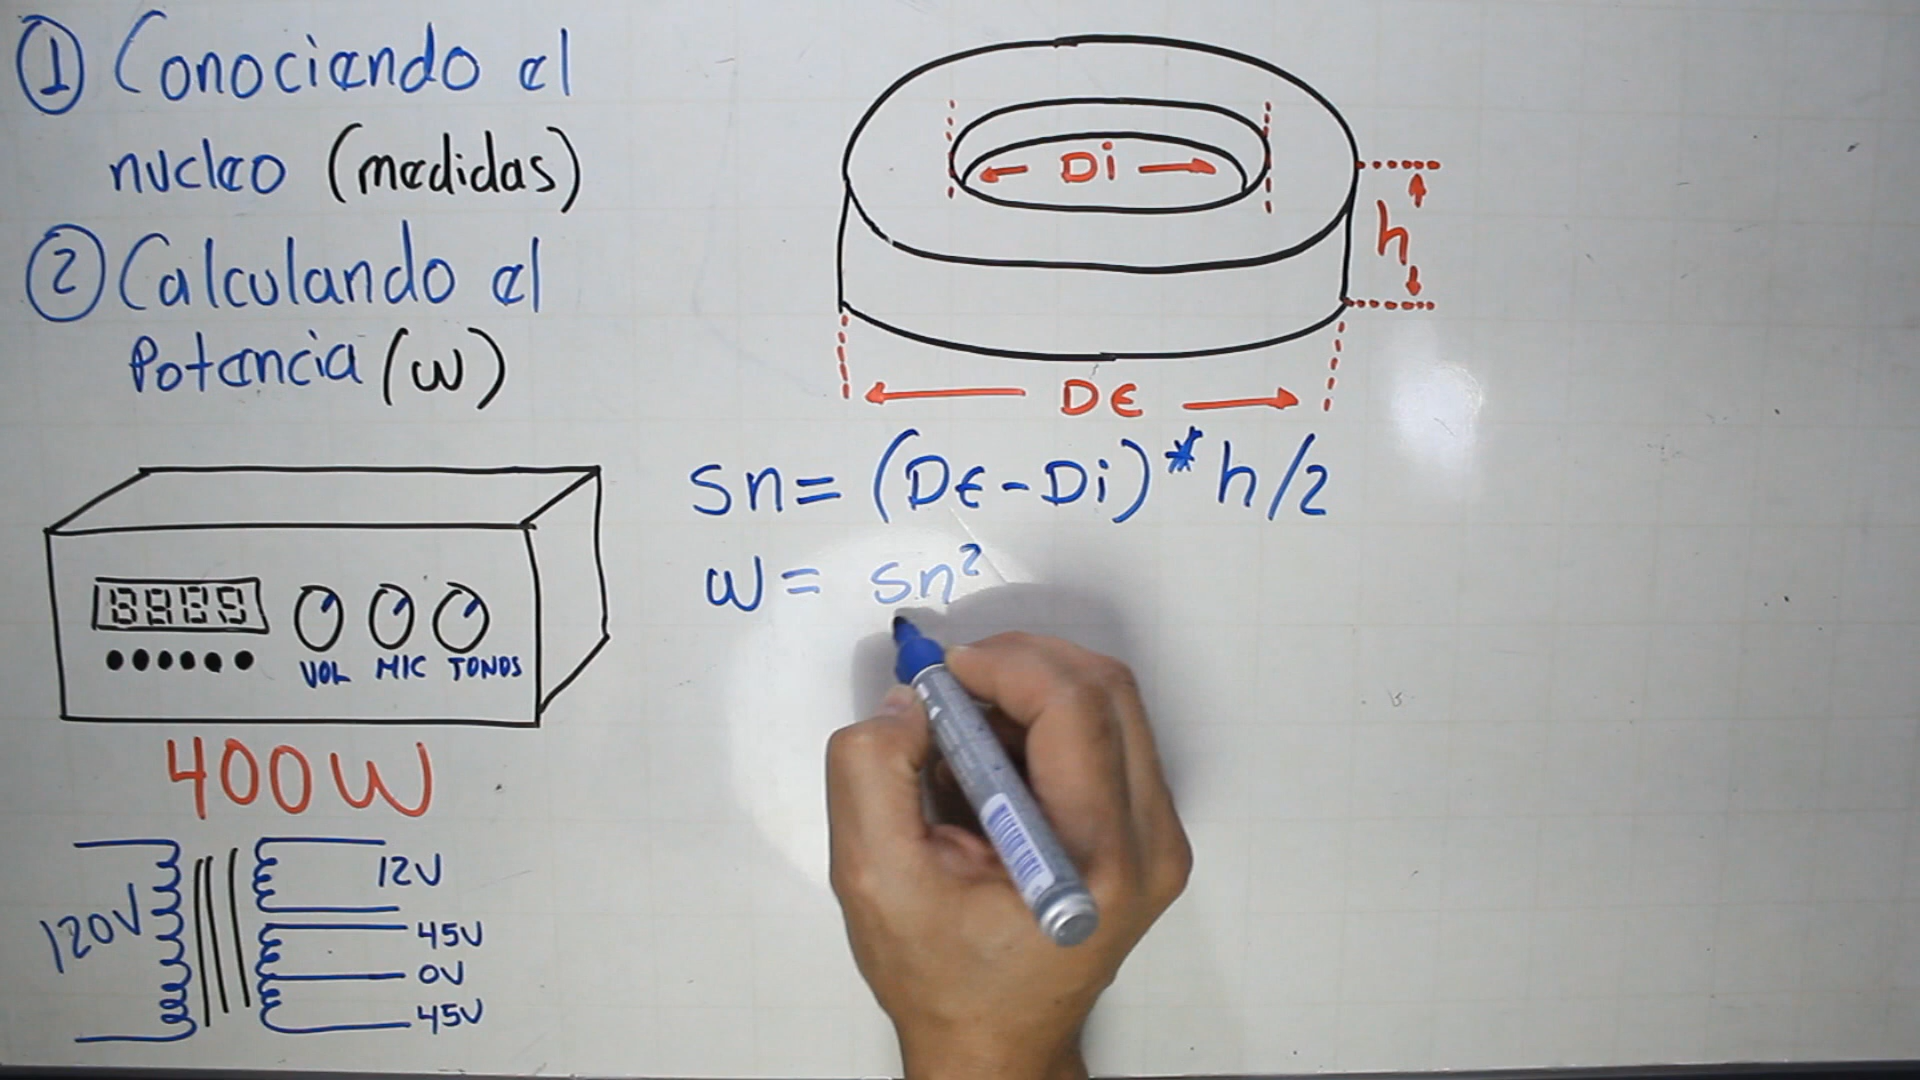 1 Conociendo el
nucleo (medidas)
2 Calculando el
Potencia (W)
Di
h
DE
Sn= (DE-Di)*h/2
W= Sn²
8889
VOL MIC TONOS
400W
120V
12V
45V
0V
45V